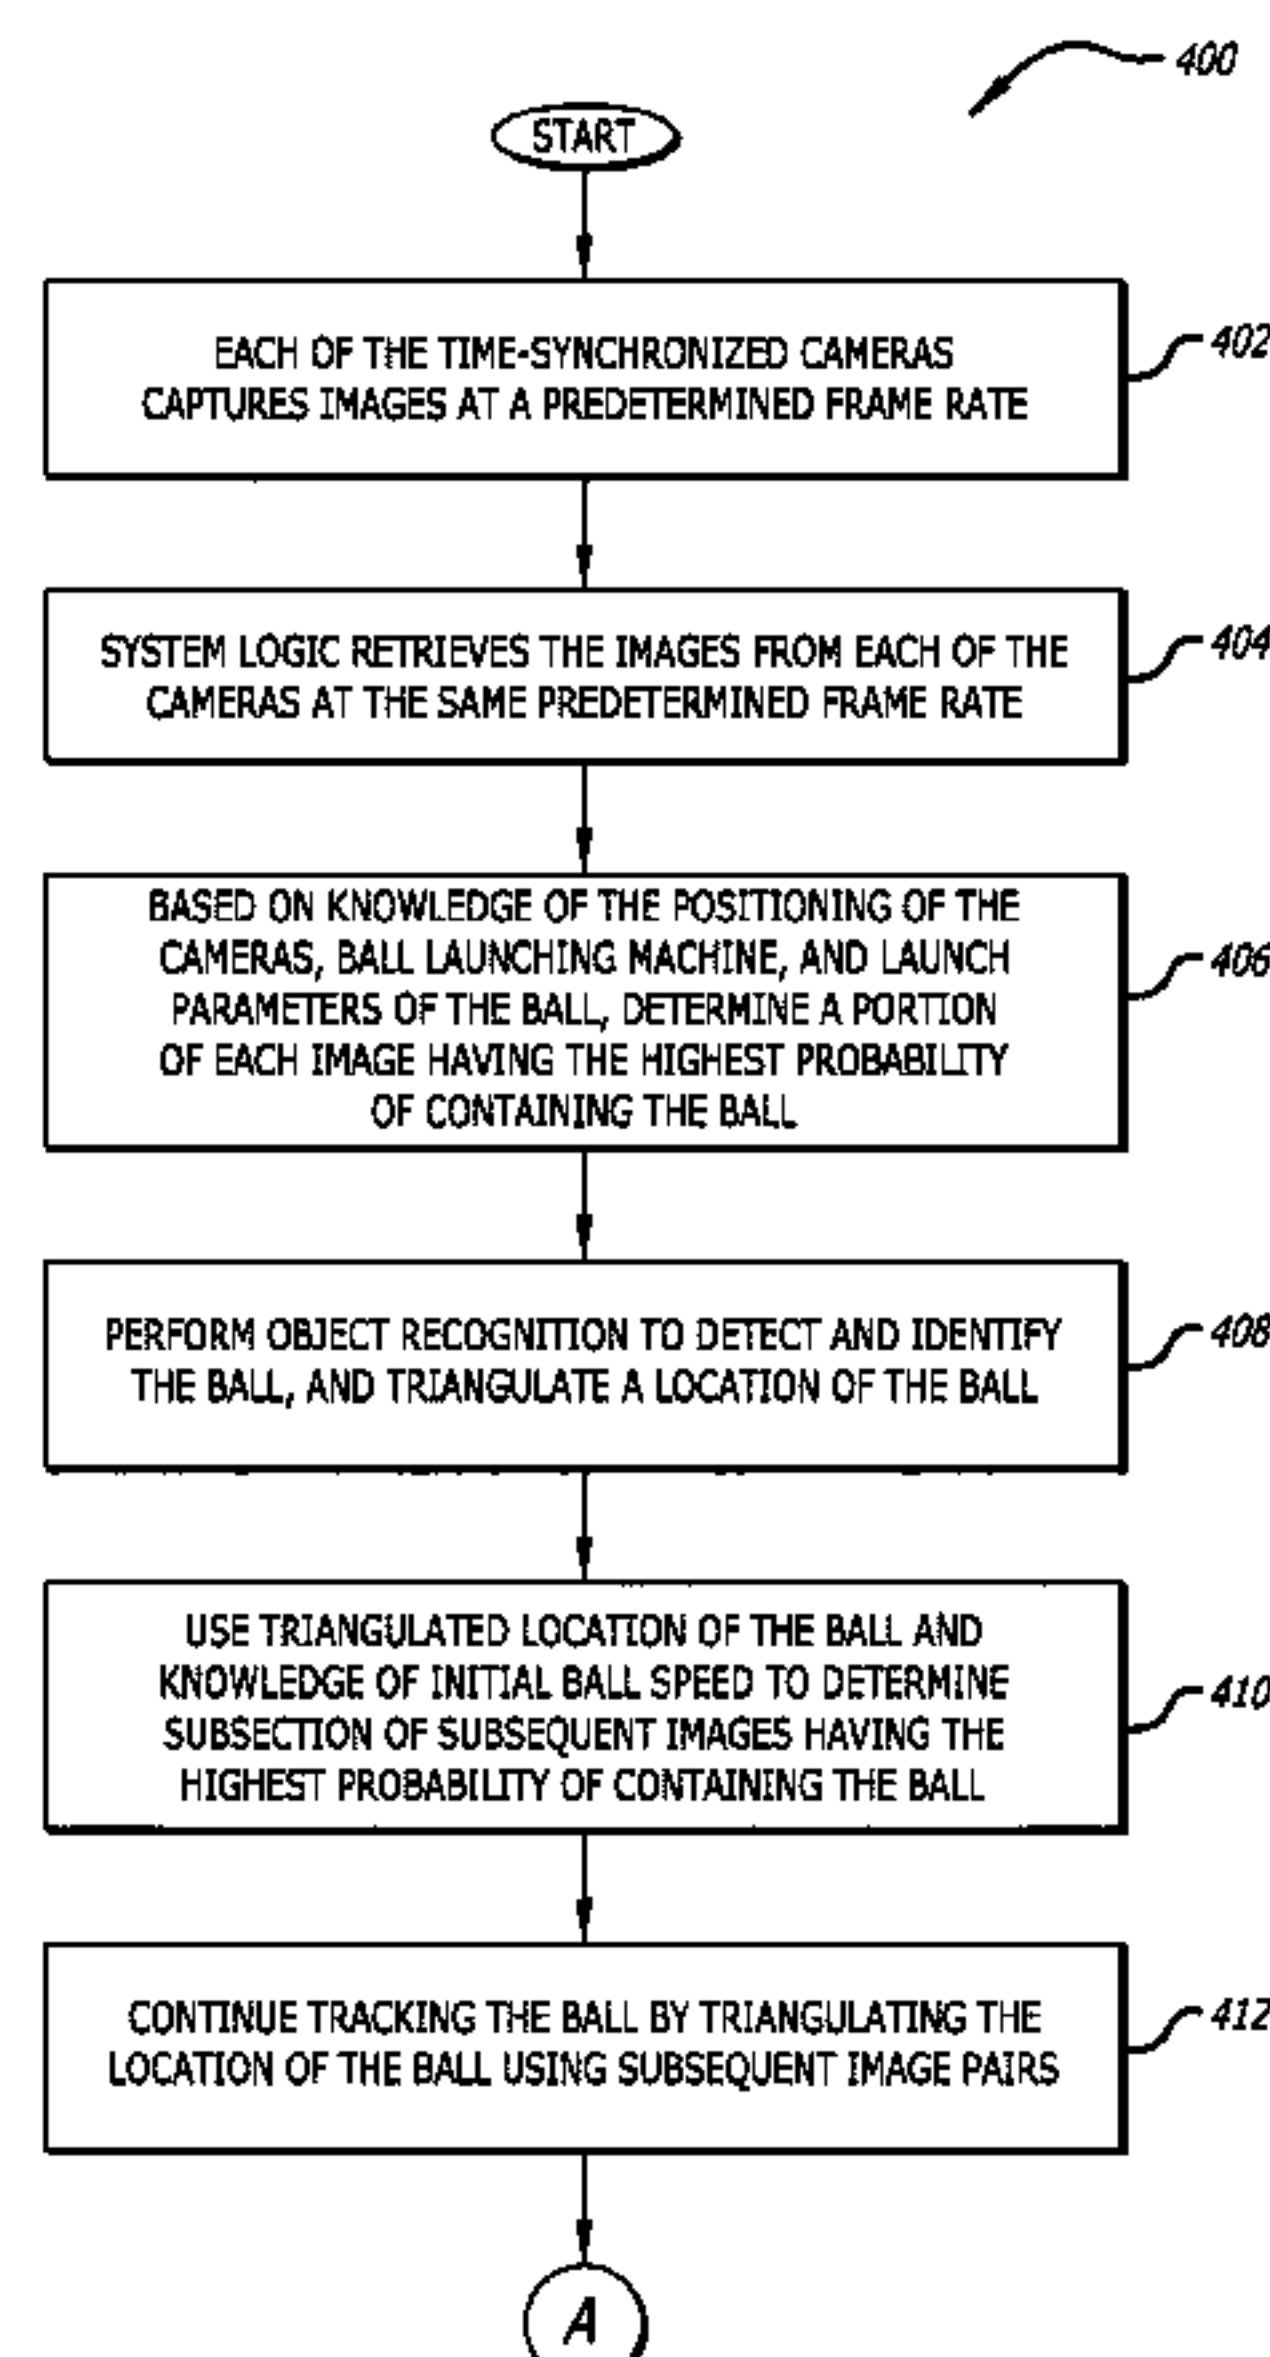 400
START
EACH OF THE TIME-SYNCHRONIZED CAMERAS
CAPTURES IMAGES AT A PREDETERMINED FRAME RATE
402
SYSTEM LOGIC RETRIEVES THE IMAGES FROM EACH OF THE
CAMERAS AT THE SAME PREDETERMINED FRAME RATE
404
BASED ON KNOWLEDGE OF THE POSITIONING OF THE
CAMERAS, BALL LAUNCHING MACHINE, AND LAUNCH
PARAMETERS OF THE BALL, DETERMINE A PORTION
OF EACH IMAGE HAVING THE HIGHEST PROBABILITY
OF CONTAINING THE BALL
406
PERFORM OBJECT RECOGNITION TO DETECT AND IDENTIFY
THE BALL, AND TRIANGULATE A LOCATION OF THE BALL
408
USE TRIANGULATED LOCATION OF THE BALL AND
KNOWLEDGE OF INITIAL BALL SPEED TO DETERMINE
SUBSECTION OF SUBSEQUENT IMAGES HAVING THE
HIGHEST PROBABILITY OF CONTAINING THE BALL
410
CONTINUE TRACKING THE BALL BY TRIANGULATING THE
LOCATION OF THE BALL USING SUBSEQUENT IMAGE PAIRS
412
A